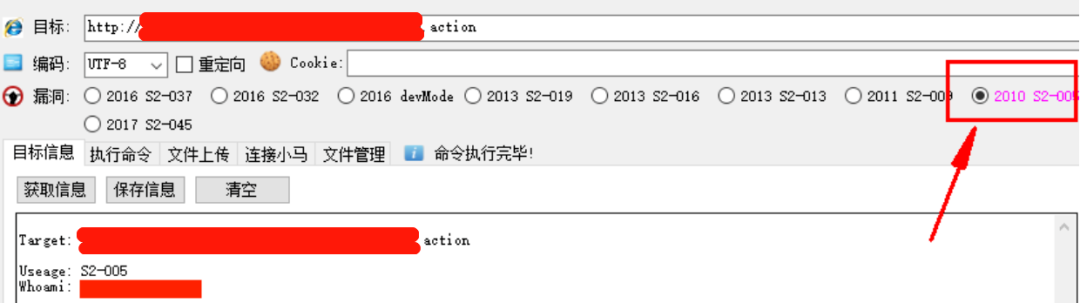 目标: http:// action
编码: UTF-8 重定向 Cookie:
漏洞: 2016 S2-037 2016 S2-032 2016 devMode 2013 S2-019 2013 S2-016 2013 S2-013 2011 S2-009 2010 S2-005
2017 S2-045
目标信息 执行命令 文件上传 连接小马 文件管理 命令执行完毕!
获取信息 保存信息 清空
Target: action
Useage: S2-005
Whoami: